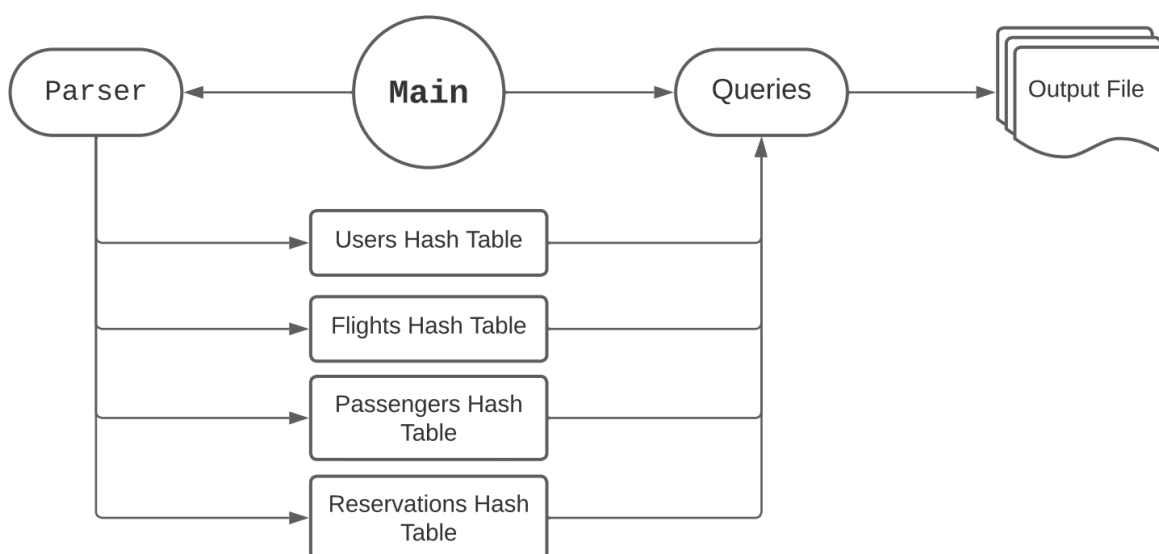 Parser
Main
Queries
Output File
Users Hash Table
Flights Hash Table
Passengers Hash
Table
Reservations Hash
Table